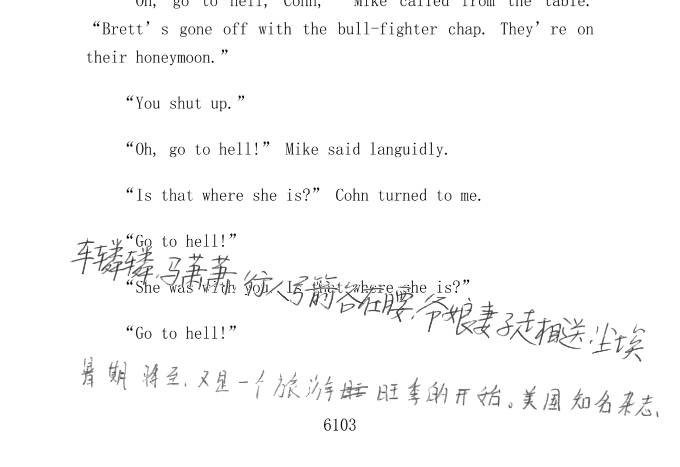 “Oh, go to hell, Cohn,” Mike called from the table.
“Brett’s gone off with the bull-fighter chap. They’re on
their honeymoon.”
“You shut up.”
“Oh, go to hell!” Mike said languidly.
“Is that where she is?” Cohn turned to me.
“Go to hell!”
车辚辚,马萧萧,行人弓箭各在腰,爷娘妻子走相送,尘埃
“She was with you. Is that where she is?”
“Go to hell!”
暑期将至,又是一个旅游旺季的开始。美国知名杂志、
6103